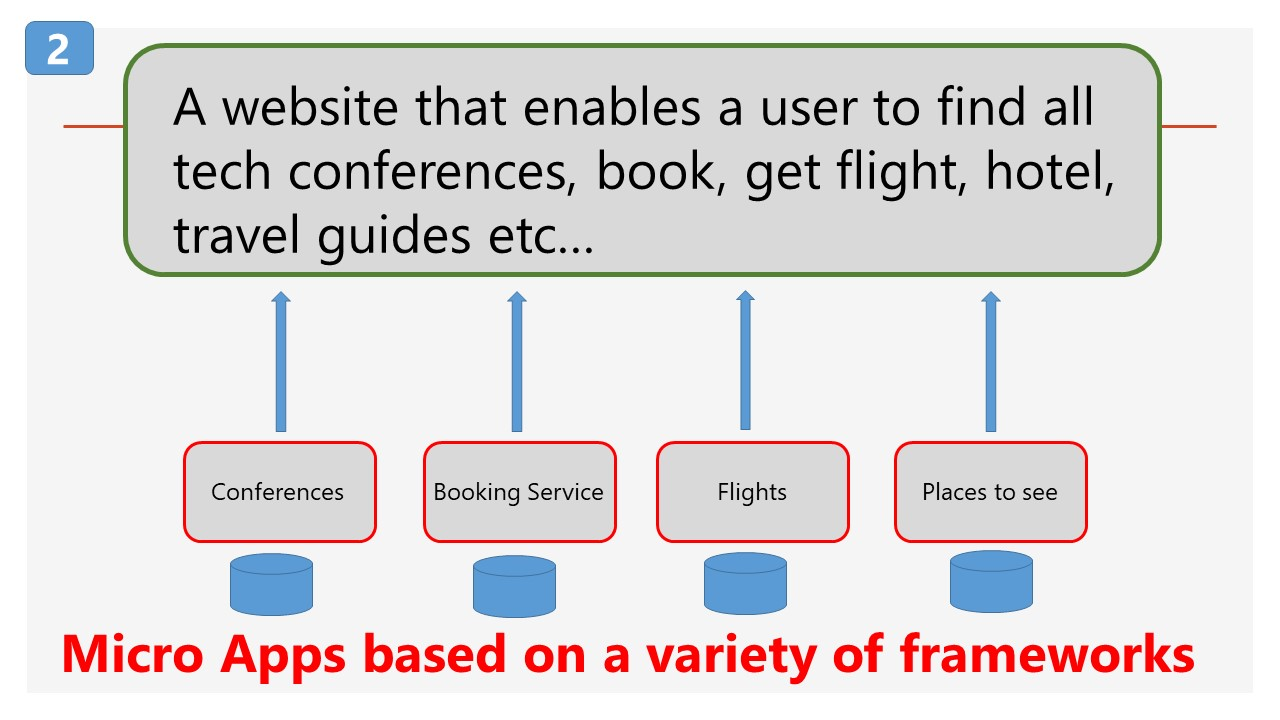 2
A website that enables a user to find all
tech conferences, book, get flight, hotel,
travel guides etc…
Conferences
Booking Service
Flights
Places to see
Micro Apps based on a variety of frameworks